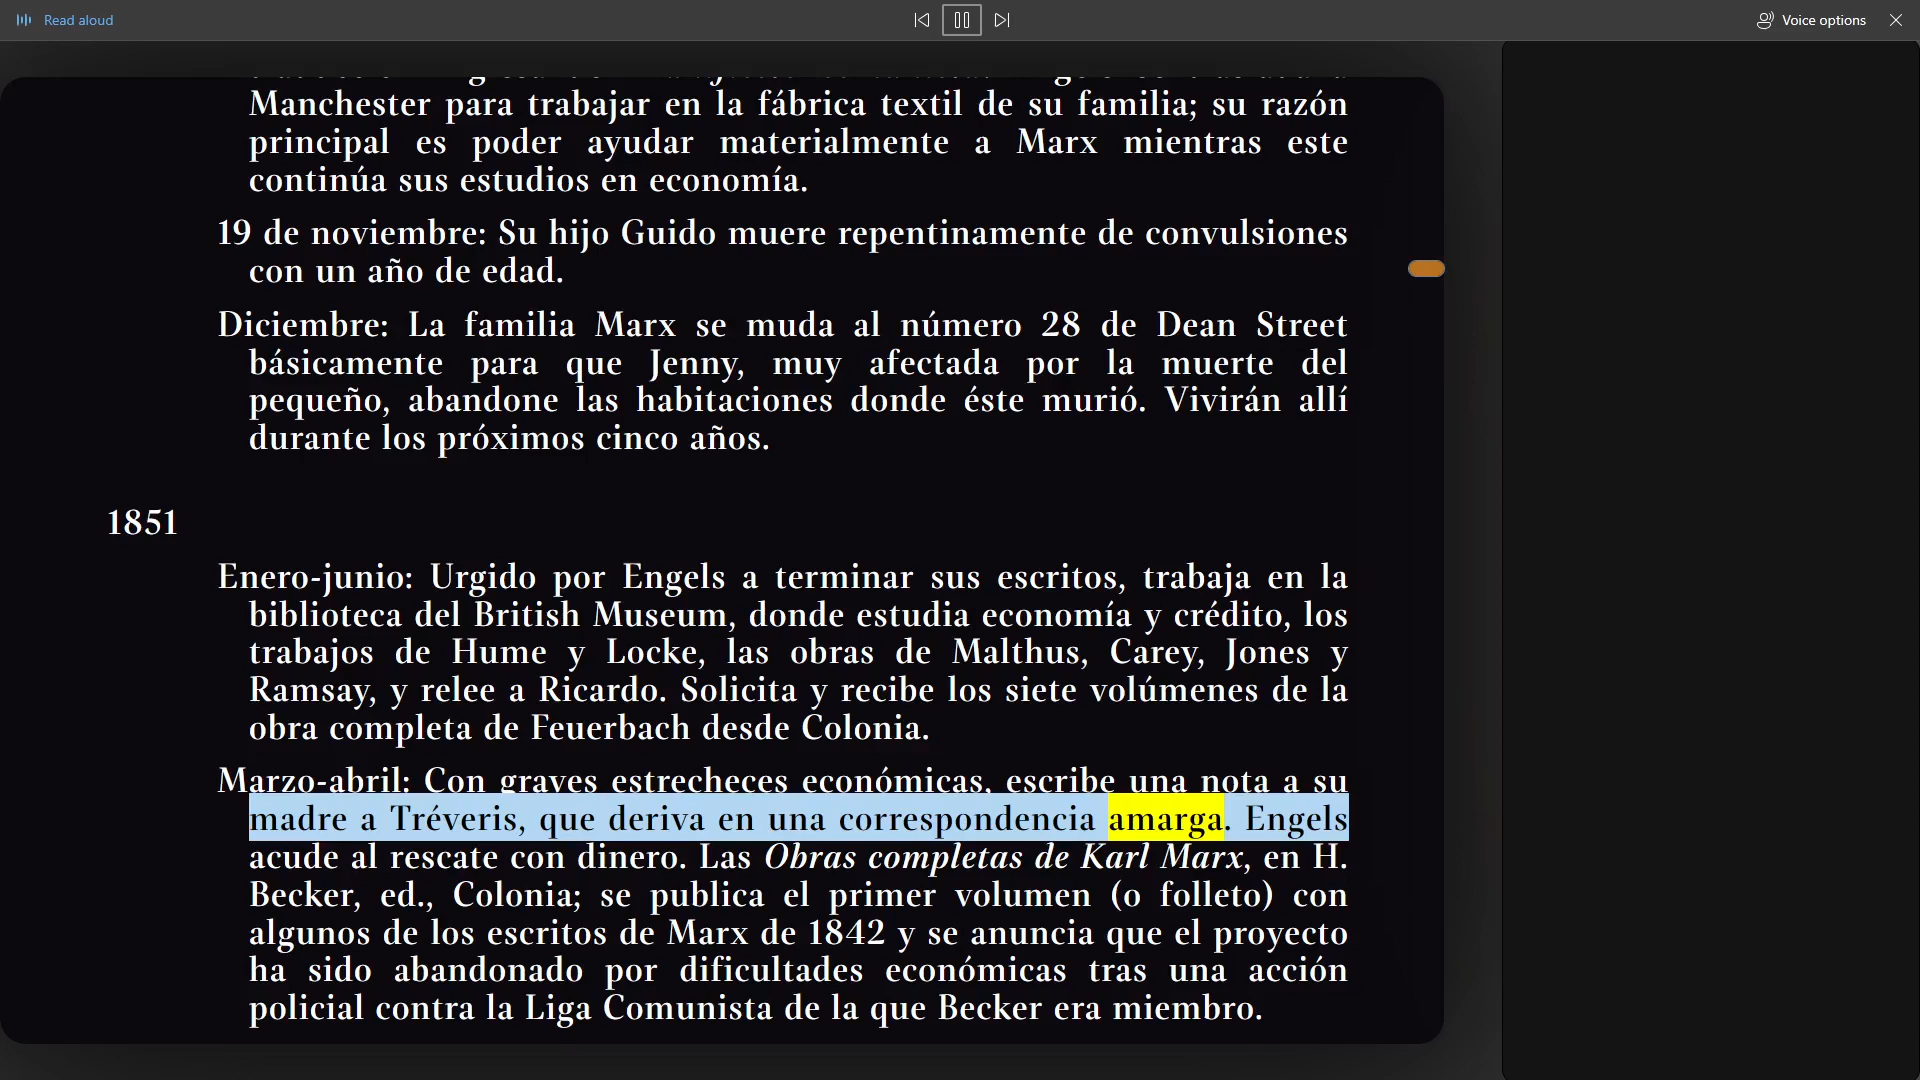 Read aloud
Voice options
Manchester para trabajar en la fábrica textil de su familia; su razón
principal es poder ayudar materialmente a Marx mientras este
continúa sus estudios en economía.
19 de noviembre: Su hijo Guido muere repentinamente de convulsiones
con un año de edad.
Diciembre: La familia Marx se muda al número 28 de Dean Street
básicamente para que Jenny, muy afectada por la muerte del
pequeño, abandone las habitaciones donde éste murió. Vivirán allí
durante los próximos cinco años.
1851
Enero-junio: Urgido por Engels a terminar sus escritos, trabaja en la
biblioteca del British Museum, donde estudia economía y crédito, los
trabajos de Hume y Locke, las obras de Malthus, Carey, Jones y
Ramsay, y relee a Ricardo. Solicita y recibe los siete volúmenes de la
obra completa de Feuerbach desde Colonia.
Marzo-abril: Con graves estrecheces económicas, escribe una nota a su
madre a Tréveris, que deriva en una correspondencia amarga. Engels
acude al rescate con dinero. Las Obras completas de Karl Marx, en H.
Becker, ed., Colonia; se publica el primer volumen (o folleto) con
algunos de los escritos de Marx de 1842 y se anuncia que el proyecto
ha sido abandonado por dificultades económicas tras una acción
policial contra la Liga Comunista de la que Becker era miembro.